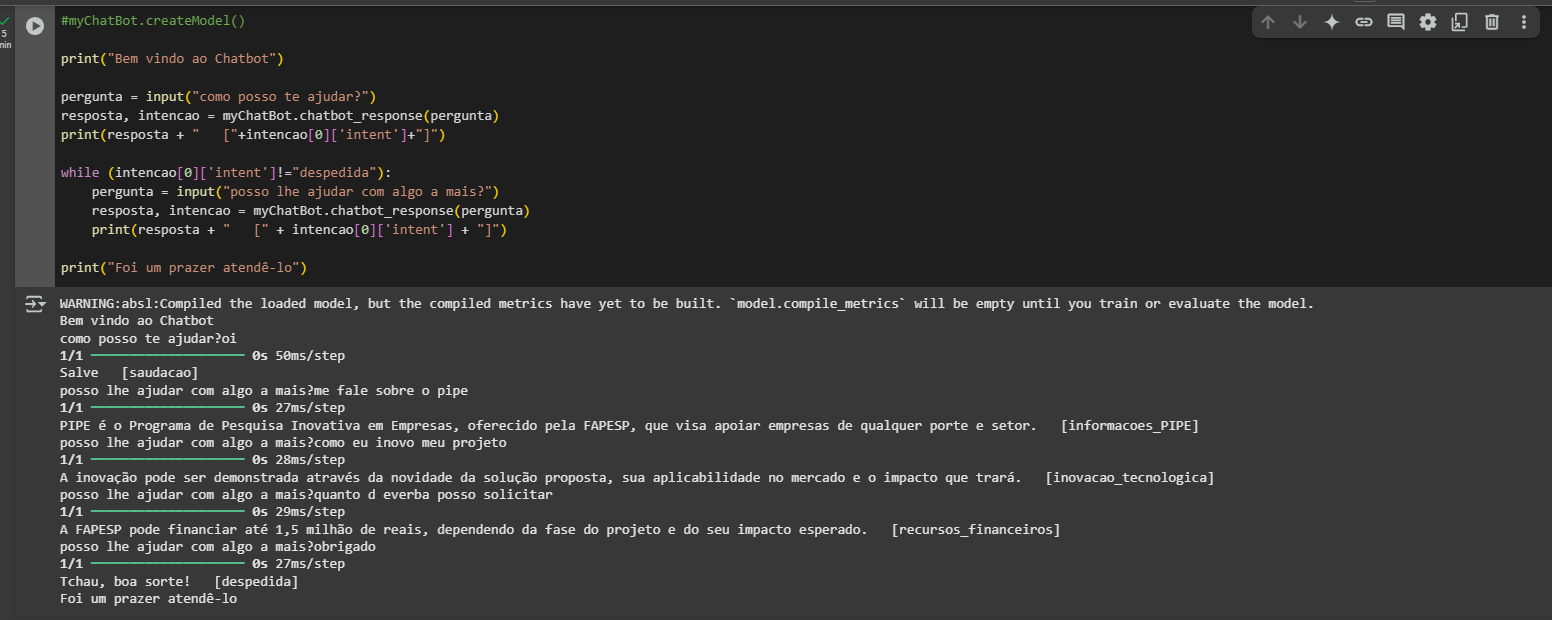 #myChatBot.createModel()
print("Bem vindo ao Chatbot")
pergunta = input("como posso te ajudar?")
resposta, intencao = myChatBot.chatbot_response(pergunta)
print(resposta + "   ["+intencao[0]['intent']+"]")
while (intencao[0]['intent']!="despedida"):
    pergunta = input("posso lhe ajudar com algo a mais?")
    resposta, intencao = myChatBot.chatbot_response(pergunta)
    print(resposta + "   [" + intencao[0]['intent'] + "]")
print("Foi um prazer atendê-lo")
5
min
WARNING:absl:Compiled the loaded model, but the compiled metrics have yet to be built. `model.compile_metrics` will be empty until you train or evaluate the model.
Bem vindo ao Chatbot
como posso te ajudar?oi
1/1 0s 50ms/step
Salve   [saudacao]
posso lhe ajudar com algo a mais?me fale sobre o pipe
1/1 0s 27ms/step
PIPE é o Programa de Pesquisa Inovativa em Empresas, oferecido pela FAPESP, que visa apoiar empresas de qualquer porte e setor.   [informacoes_PIPE]
posso lhe ajudar com algo a mais?como eu inovo meu projeto
1/1 0s 28ms/step
A inovação pode ser demonstrada através da novidade da solução proposta, sua aplicabilidade no mercado e o impacto que trará.   [inovacao_tecnologica]
posso lhe ajudar com algo a mais?quanto d everba posso solicitar
1/1 0s 29ms/step
A FAPESP pode financiar até 1,5 milhão de reais, dependendo da fase do projeto e do seu impacto esperado.   [recursos_financeiros]
posso lhe ajudar com algo a mais?obrigado
1/1 0s 27ms/step
Tchau, boa sorte!   [despedida]
Foi um prazer atendê-lo